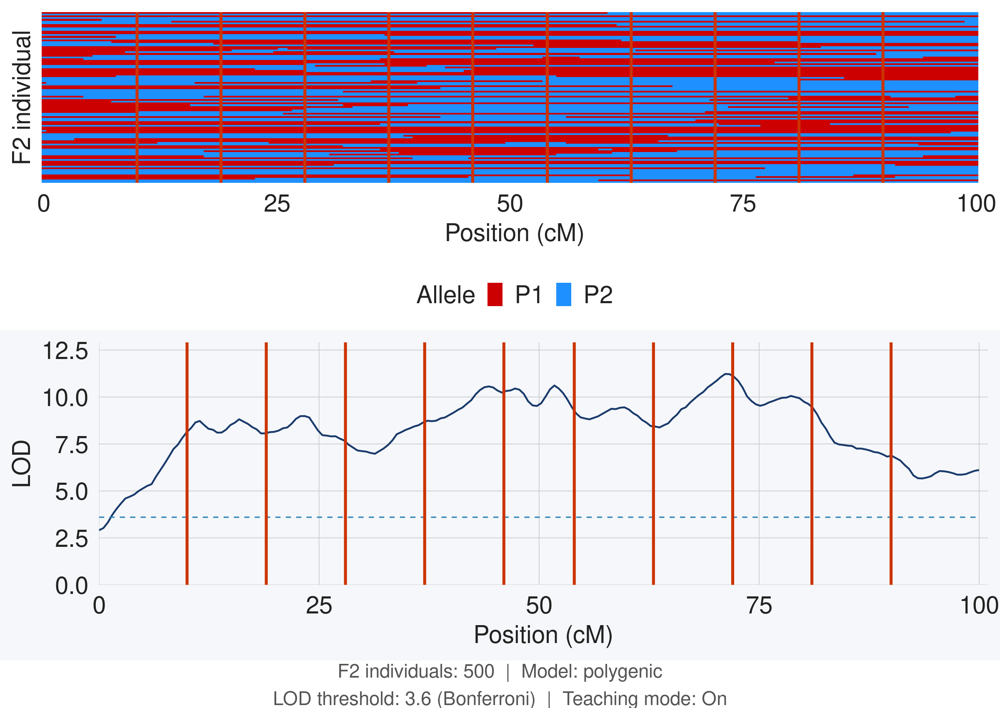 F2 individual
0 25 50 75 100
Position (cM)
Allele P1 P2
LOD
12.5
10.0
7.5
5.0
2.5
0.0
0 25 50 75 100
Position (cM)
F2 individuals: 500 | Model: polygenic
LOD threshold: 3.6 (Bonferroni) | Teaching mode: On